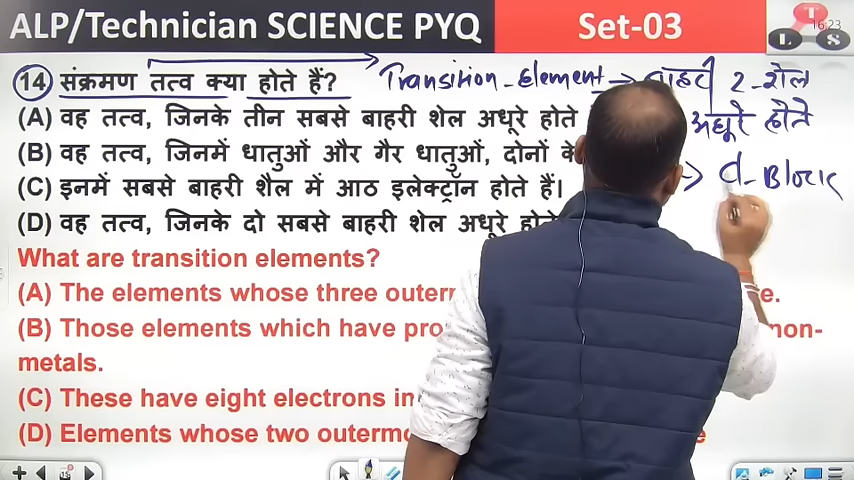 ALP/Technician SCIENCE PYQ Set-03
T L S
16:23
14 संक्रमण तत्व क्या होते हैं? Transition-Element → बाहरी 2-शेल
अधूरे होते
(A) वह तत्व, जिनके तीन सबसे बाहरी शेल अधूरे होते
(B) वह तत्व, जिनमें धातुओं और गैर धातुओं, दोनों के
→ d-Block
(C) इनमें सबसे बाहरी शैल में आठ इलेक्ट्रॉन होते हैं।
(D) वह तत्व, जिनके दो सबसे बाहरी शेल अधूरे होते
What are transition elements?
(A) The elements whose three outerm
(B) Those elements which have pro non-
metals.
(C) These have eight electrons in
(D) Elements whose two outermo